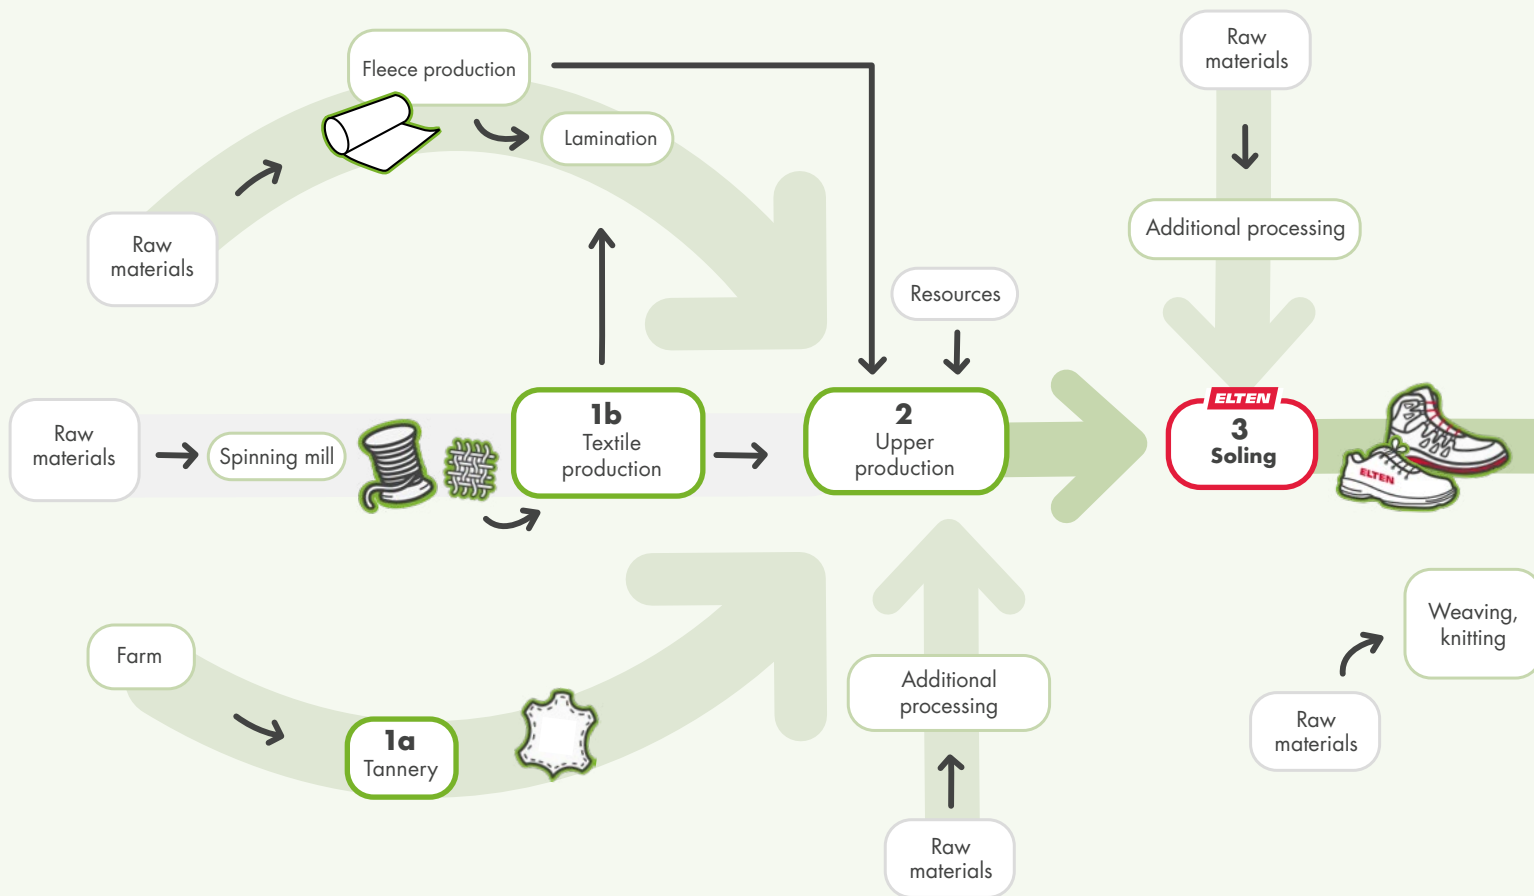 Fleece production
Lamination
Raw
materials
Raw
materials
Additional processing
Resources
Raw
materials
Spinning mill
1b
Textile
production
2
Upper
production
ELTEN
3
Soling
ELTEN
Farm
1a
Tannery
Additional
processing
Raw
materials
Weaving,
knitting
Raw
materials